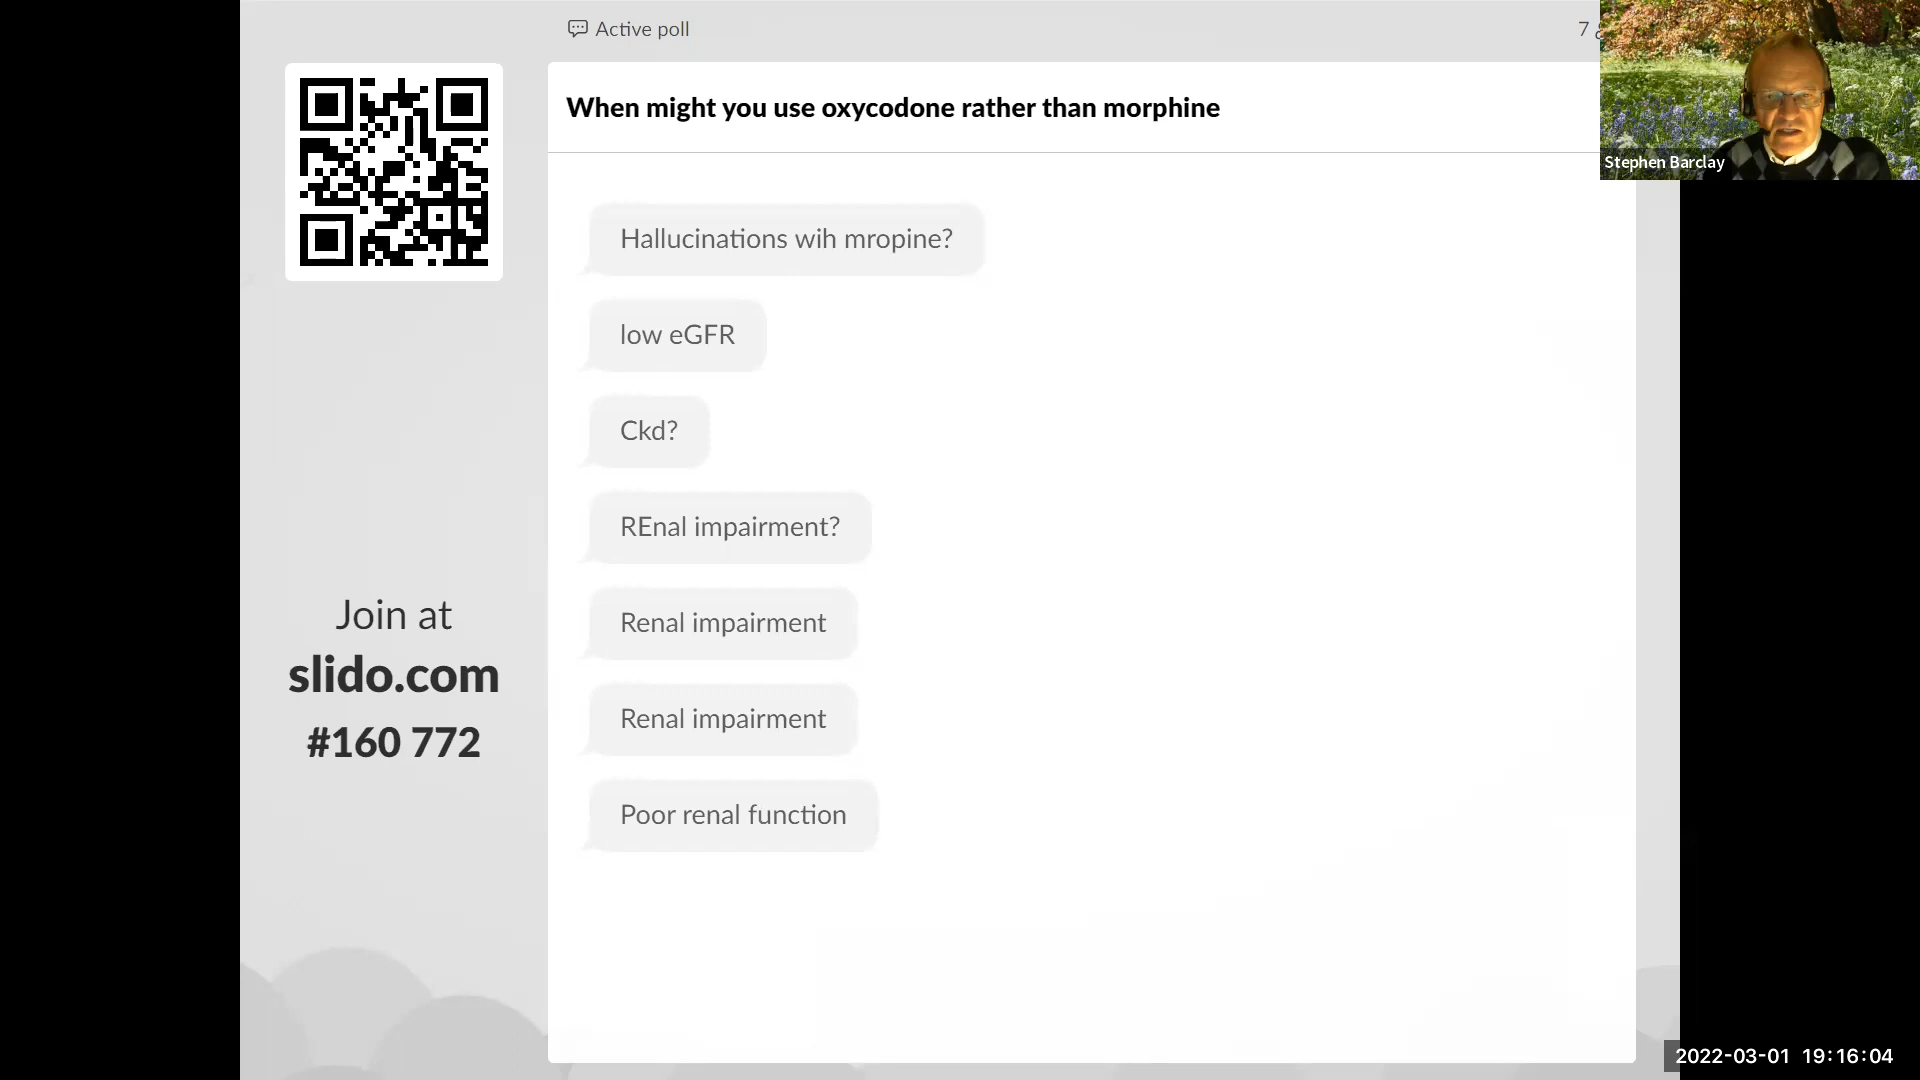 Active poll
7
When might you use oxycodone rather than morphine
Stephen Barclay
Hallucinations wih mropine?
low eGFR
Ckd?
REnal impairment?
Renal impairment
Renal impairment
Poor renal function
Join at
slido.com
#160 772
2022-03-01 19:16:04